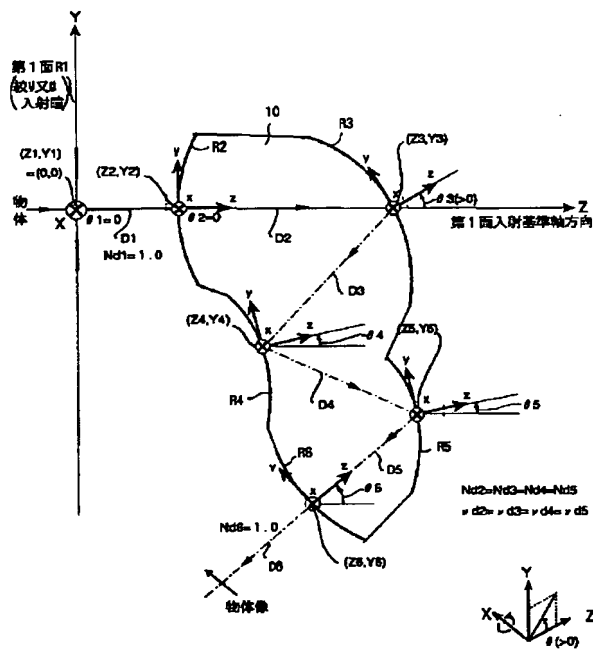 Y
第1面R1
(絞り又は
入射瞳)
10
R3
R2
(Z3,Y3)
(Z1,Y1)
=(0,0)
(Z2,Y2)
Y
Y
x
z
x
z
物体
X
θ1=0
θ2=0
θ3(>0)
Z
D1
D2
第1面入射基準軸方向
Nd1=1.0
D3
Y
(Z4,Y4)
x
z
θ4
(Z5,Y5)
Y
x
z
θ5
R4
D4
R5
R6
Y
x
z
D5
θ6
Nd2=Nd3=Nd4=Nd5
νd2=νd3=νd4=νd5
Nd6=1.0
D6
(Z6,Y6)
物体像
Y
X
Z
θ(>0)